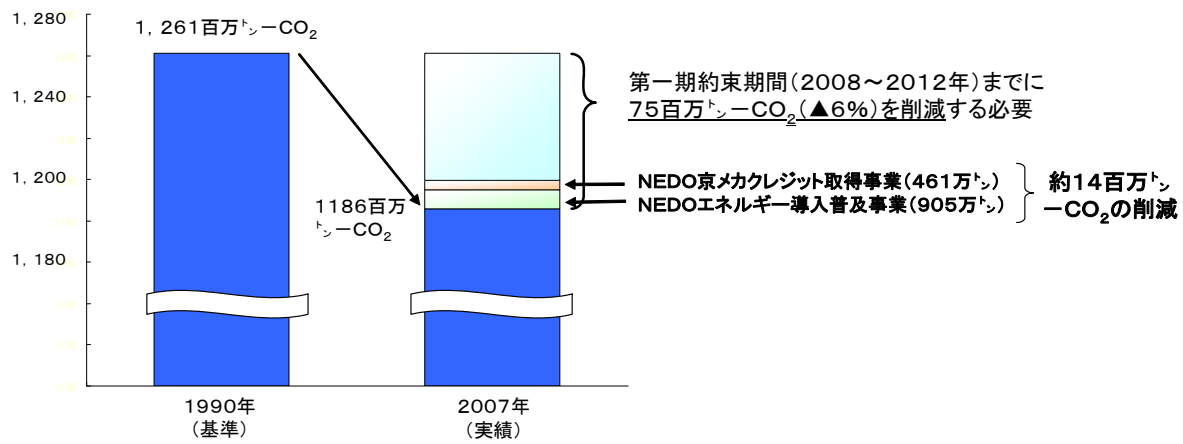 1,280
1,240
1,200
1,180
1,261百万㌧-CO₂
1186百万
㌧-CO₂
第一期約束期間(2008~2012年)までに
75百万㌧-CO₂(▲6%)を削減する必要
NEDO京メカクレジット取得事業(461万㌧)
NEDOエネルギー導入普及事業(905万㌧)
約14百万㌧
-CO₂の削減
1990年
(基準)
2007年
(実績)